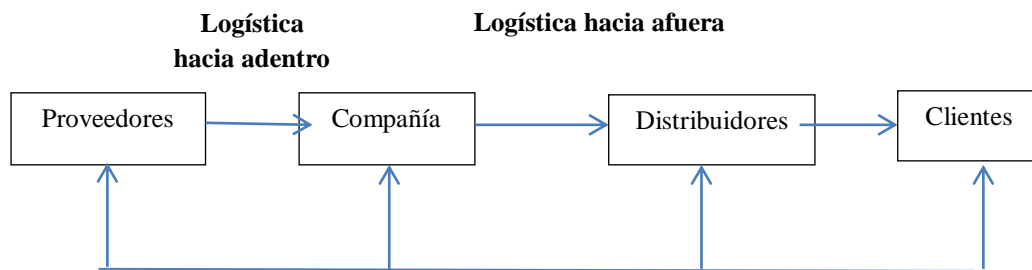 Logística
hacia adentro
Logística hacia afuera
Proveedores
Compañía
Distribuidores
Clientes